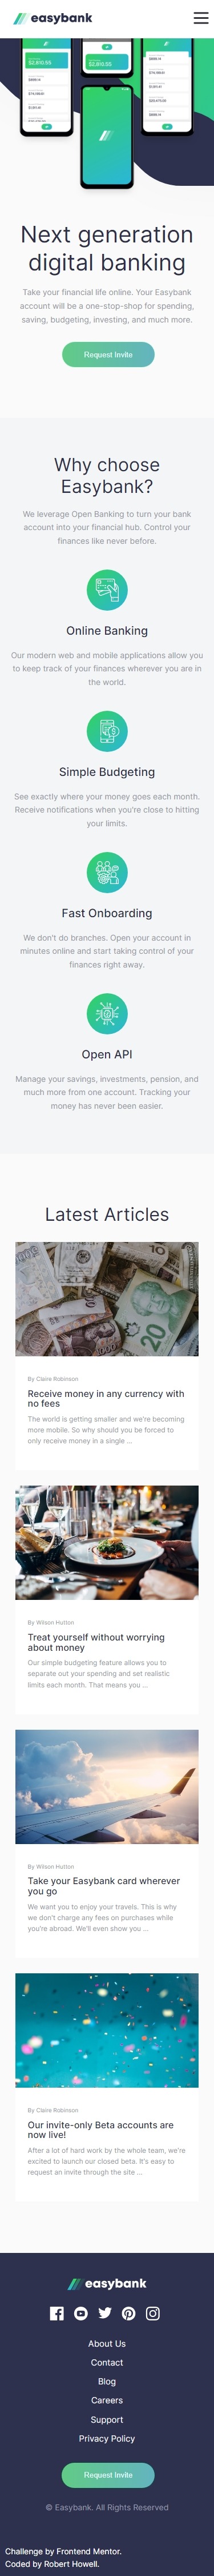 easybank
Next generation
digital banking
Take your financial life online. Your Easybank
account will be a one-stop-shop for spending,
saving, budgeting, investing, and much more.
Request Invite
Why choose
Easybank?
We leverage Open Banking to turn your bank
account into your financial hub. Control your
finances like never before.
Online Banking
Our modern web and mobile applications allow you
to keep track of your finances wherever you are in
the world.
Simple Budgeting
See exactly where your money goes each month.
Receive notifications when you're close to hitting
your limits.
Fast Onboarding
We don't do branches. Open your account in
minutes online and start taking control of your
finances right away.
Open API
Manage your savings, investments, pension, and
much more from one account. Tracking your
money has never been easier.
Latest Articles
By Claire Robinson
Receive money in any currency with
no fees
The world is getting smaller and we're becoming
more mobile. So why should you be forced to
only receive money in a single ...
By Wilson Hutton
Treat yourself without worrying
about money
Our simple budgeting feature allows you to
separate out your spending and set realistic
limits each month. That means you ...
By Wilson Hutton
Take your Easybank card wherever
you go
We want you to enjoy your travels. This is why
we don't charge any fees on purchases while
you're abroad. We'll even show you ...
By Claire Robinson
Our invite-only Beta accounts are
now live!
After a lot of hard work by the whole team, we're
excited to launch our closed beta. It's easy to
request an invite through the site ...
easybank
About Us
Contact
Blog
Careers
Support
Privacy Policy
Request Invite
© Easybank. All Rights Reserved
Challenge by Frontend Mentor.
Coded by Robert Howell.